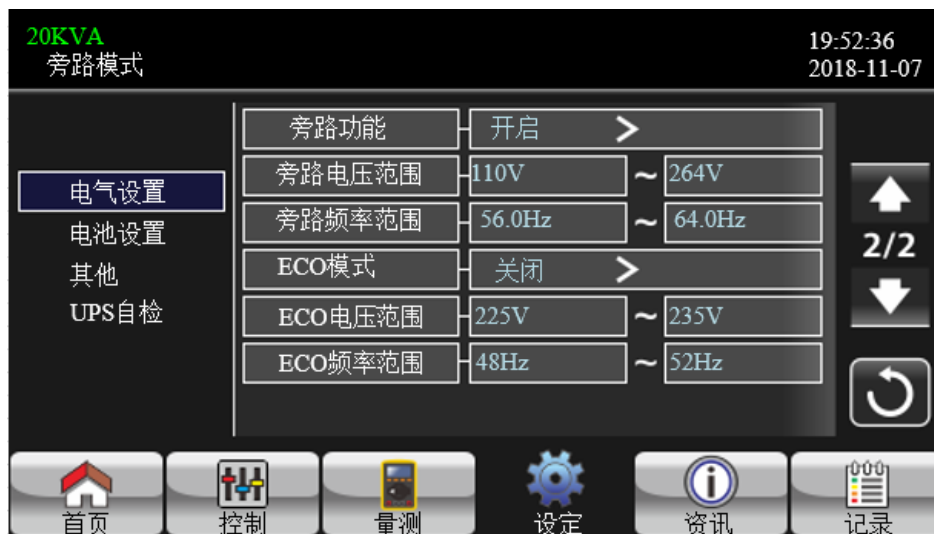 20KVA
旁路模式
19:52:36
2018-11-07
电气设置
电池设置
其他
UPS自检
旁路功能 开启 >
旁路电压范围 110V ~ 264V
旁路频率范围 56.0Hz ~ 64.0Hz
ECO模式 关闭 >
ECO电压范围 225V ~ 235V
ECO频率范围 48Hz ~ 52Hz
2/2
首页 控制 量测 设定 资讯 记录